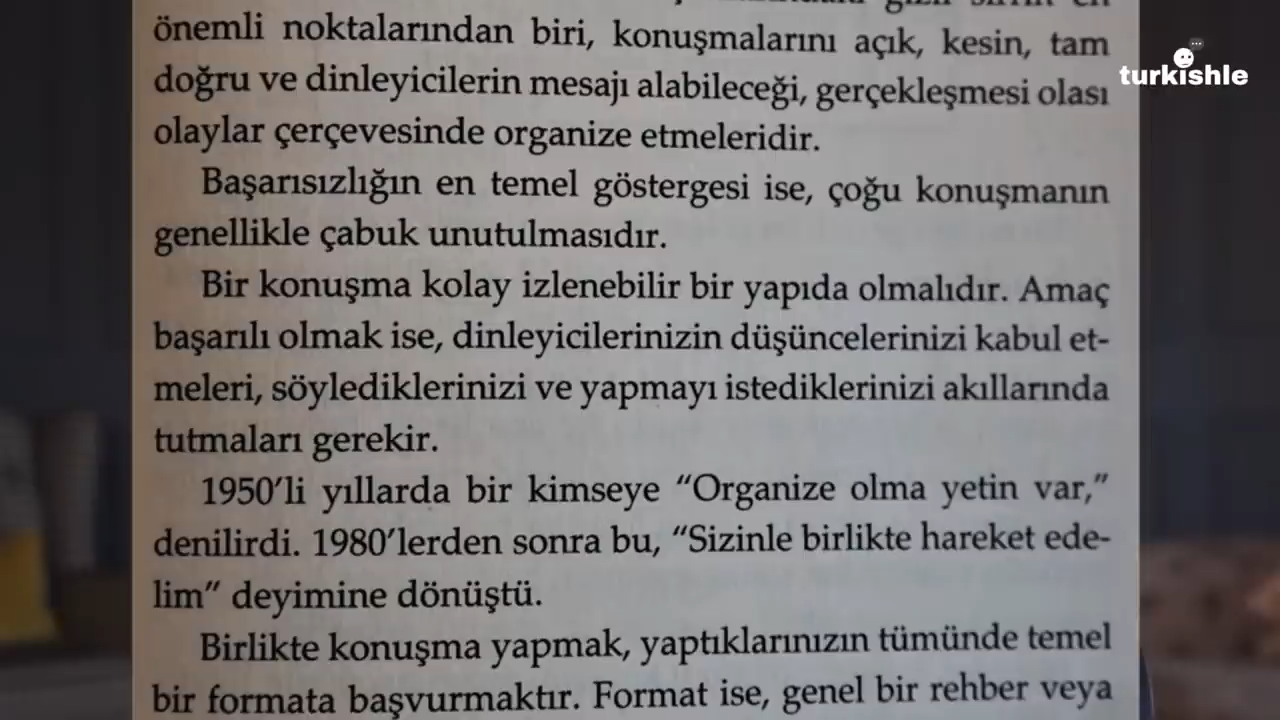 önemli noktalarından biri, konuşmalarını açık, kesin, tam
doğru ve dinleyicilerin mesajı alabileceği, gerçekleşmesi olası
olaylar çerçevesinde organize etmeleridir.
Başarısızlığın en temel göstergesi ise, çoğu konuşmanın
genellikle çabuk unutulmasıdır.
Bir konuşma kolay izlenebilir bir yapıda olmalıdır. Amaç
başarılı olmak ise, dinleyicilerinizin düşüncelerinizi kabul et-
meleri, söylediklerinizi ve yapmayı istediklerinizi akıllarında
tutmaları gerekir.
1950'li yıllarda bir kimseye “Organize olma yetin var,”
denilirdi. 1980'lerden sonra bu, “Sizinle birlikte hareket ede-
lim” deyimine dönüştü.
Birlikte konuşma yapmak, yaptıklarınızın tümünde temel
bir formata başvurmaktır. Format ise, genel bir rehber veya
turkishle